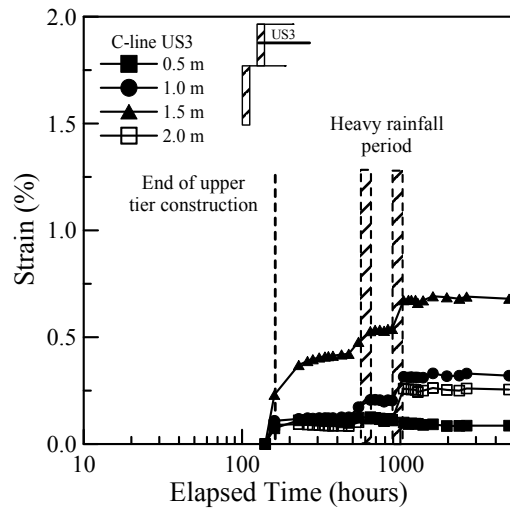 2.0
1.5
1.0
0.5
0.0
Strain (%)
C-line US3
0.5 m
1.0 m
1.5 m
2.0 m
US3
Heavy rainfall
period
End of upper
tier construction
10
100
1000
Elapsed Time (hours)